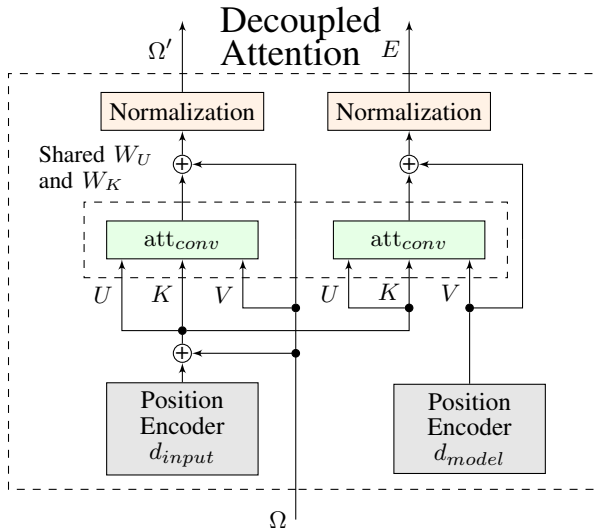 Decoupled
Attention
Ω′
E
Normalization
Normalization
Shared W_U
and W_K
+
+
att_conv
att_conv
U
K
V
U
K
V
+
Position
Encoder
d_input
Position
Encoder
d_model
Ω